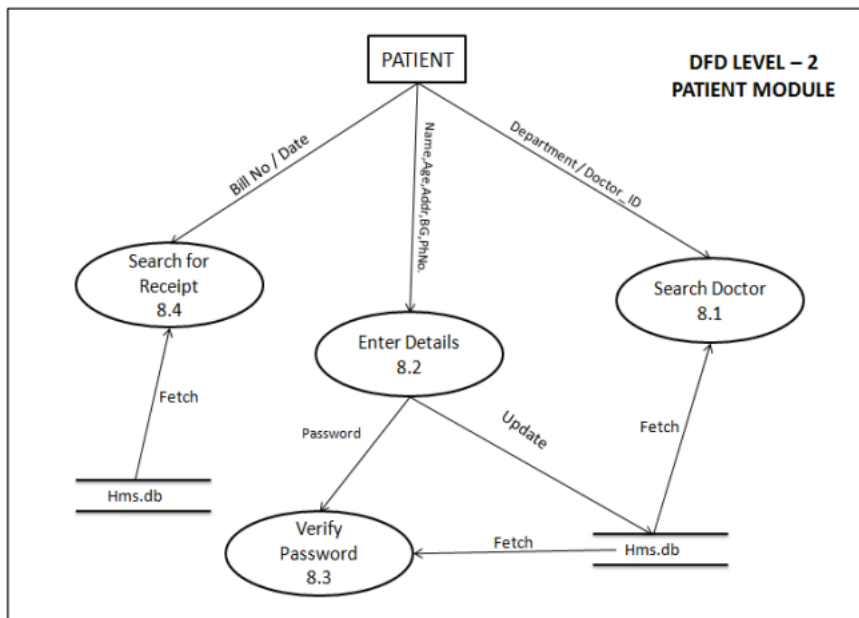 PATIENT
DFD LEVEL – 2
PATIENT MODULE
Bill No / Date
Name,Age,Addr,BG,PhNo.
Department / Doctor_ID
Search for
Receipt
8.4
Search Doctor
8.1
Enter Details
8.2
Fetch
Password
Update
Fetch
Hms.db
Verify
Password
8.3
Fetch
Hms.db